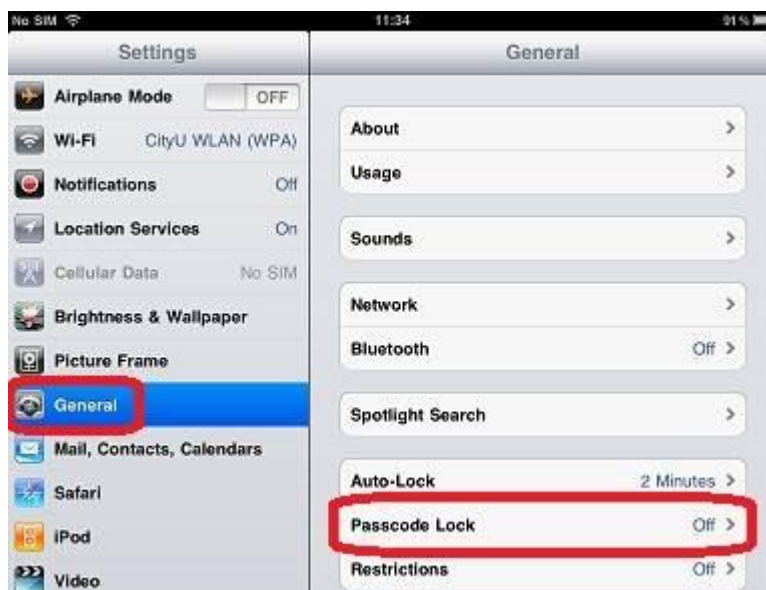 No SIM 11:34 91%
Settings
Airplane Mode OFF
Wi-Fi CityU WLAN (WPA)
Notifications Off
Location Services On
Cellular Data No SIM
Brightness & Wallpaper
Picture Frame
General
Mail, Contacts, Calendars
Safari
iPod
Video
General
About
Usage
Sounds
Network
Bluetooth Off
Spotlight Search
Auto-Lock 2 Minutes
Passcode Lock Off
Restrictions Off